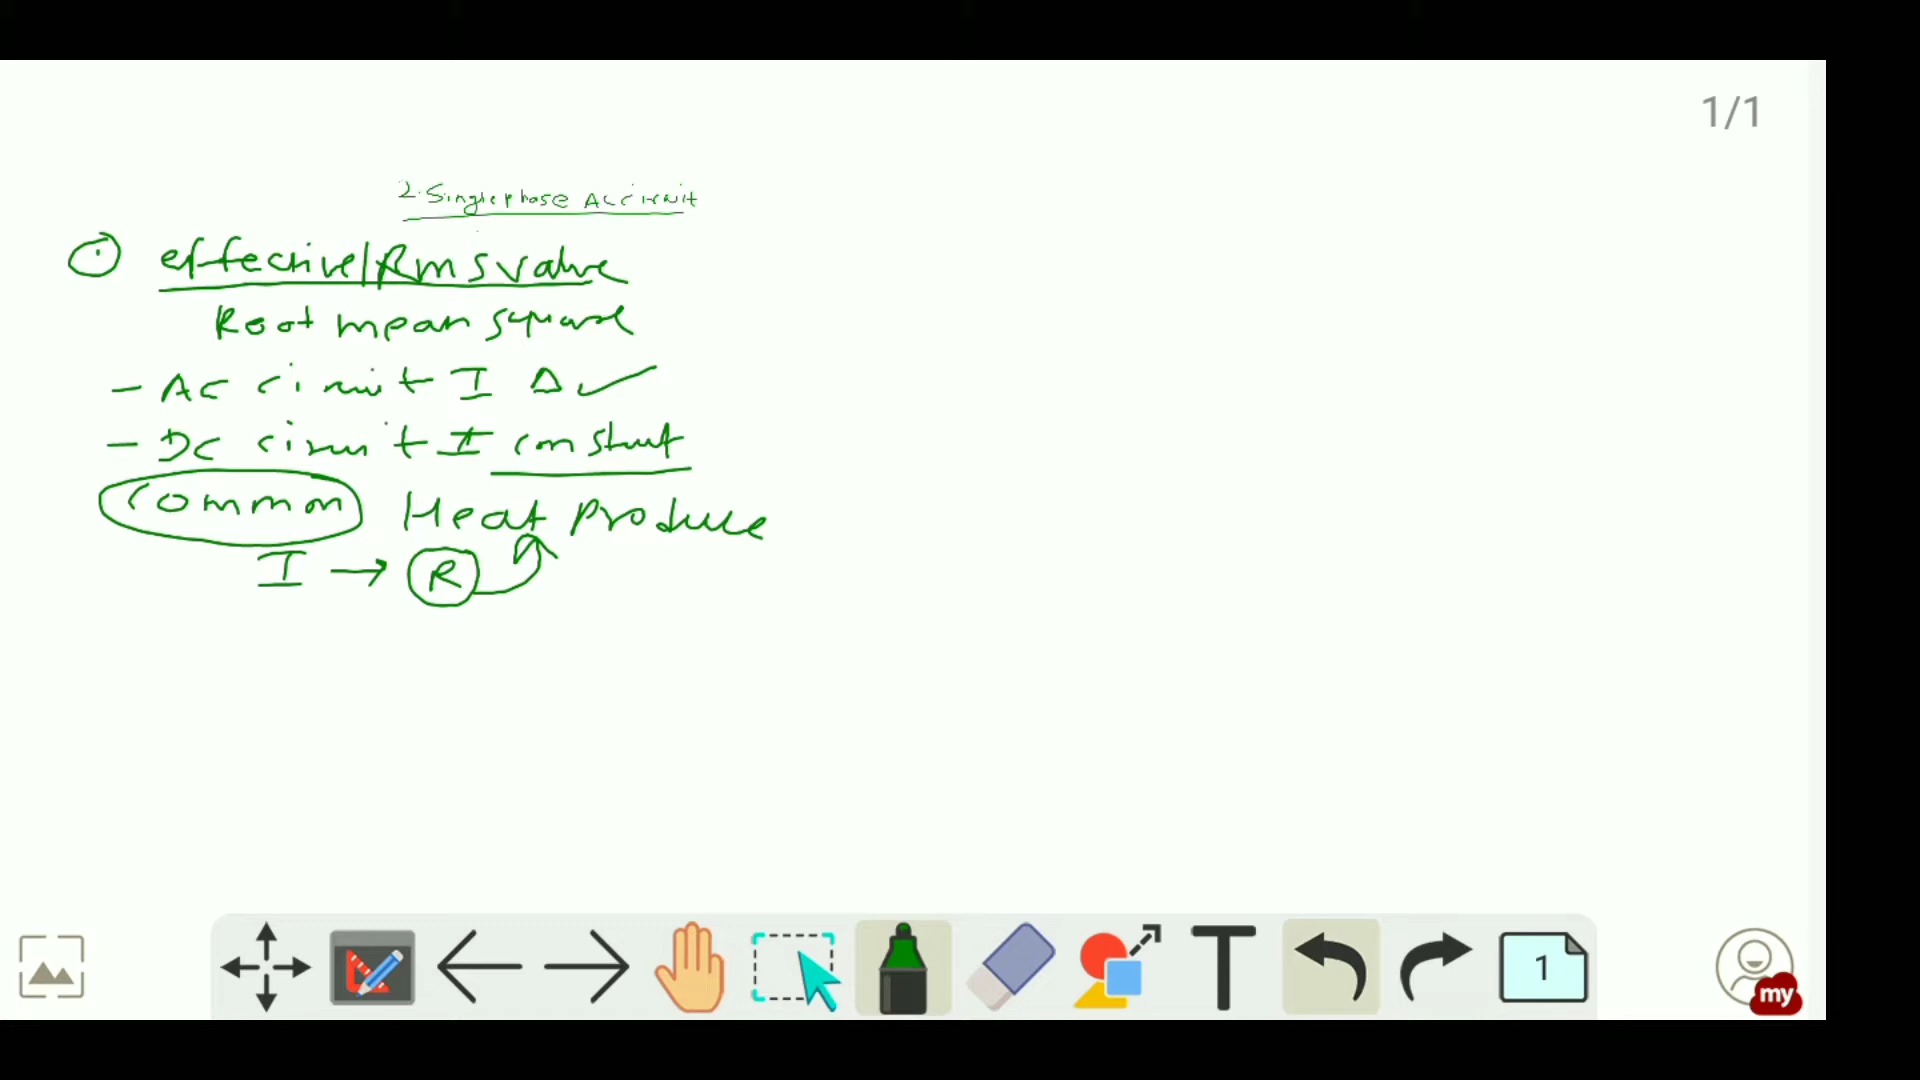 1/1
2. Single phase AC circuit
effective/Rms value
Root mean square
- AC circuit I Δ ✓
- DC circuit I constant
Common Heat produce
I → R
T
1
my